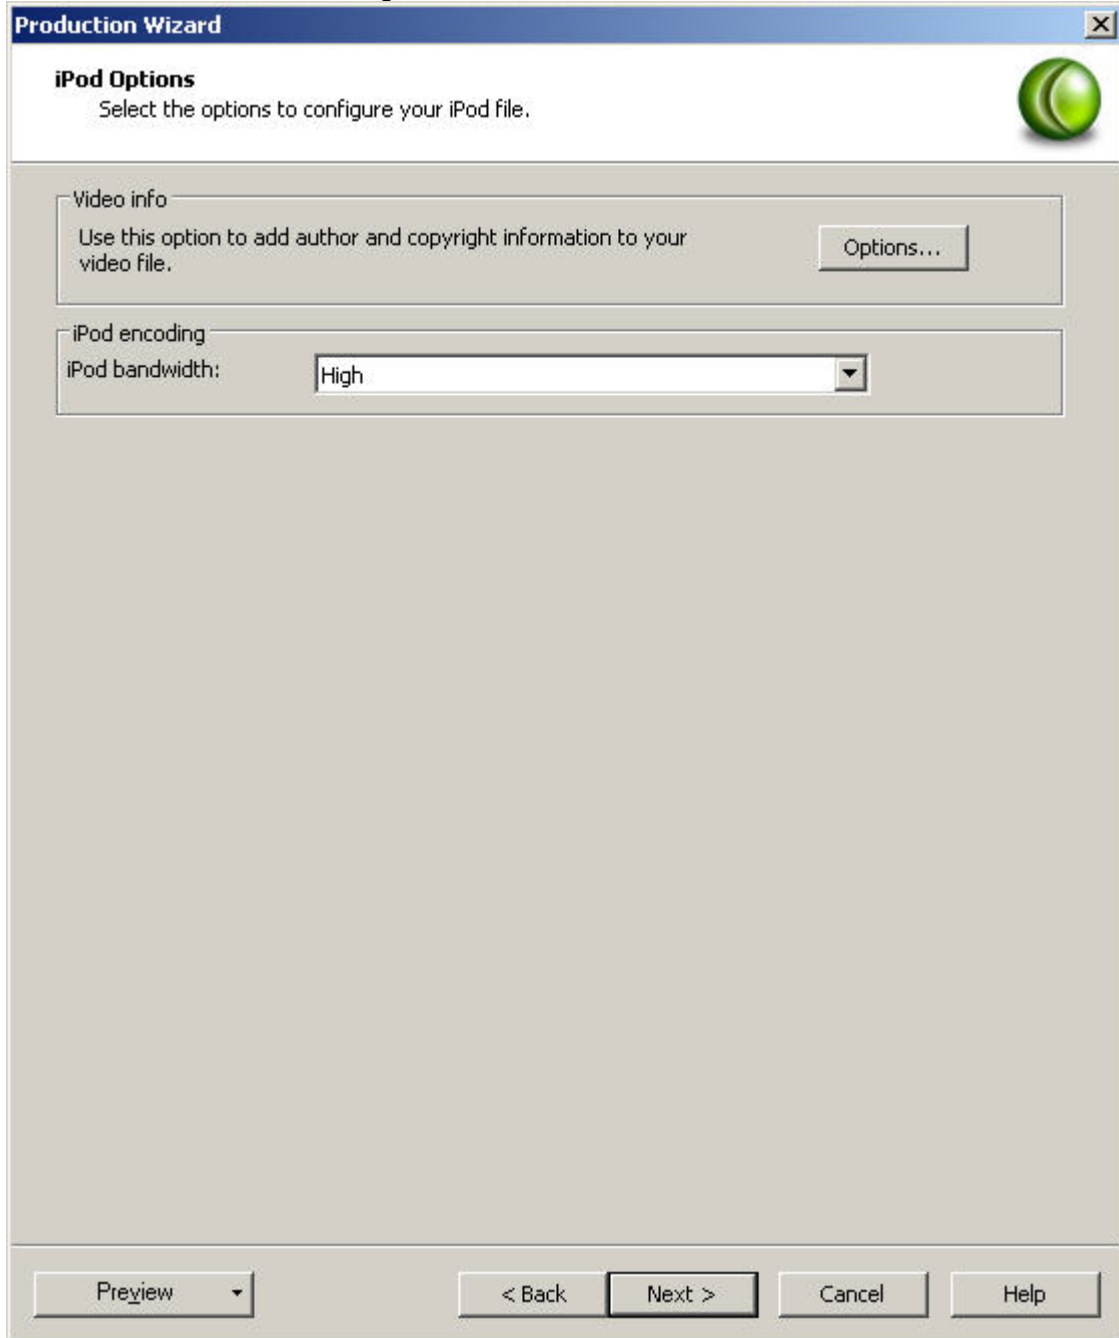 Production Wizard
iPod Options
Select the options to configure your iPod file.
Video info
Use this option to add author and copyright information to your
video file.
Options...
iPod encoding
iPod bandwidth:
High
Preview
< Back
Next >
Cancel
Help